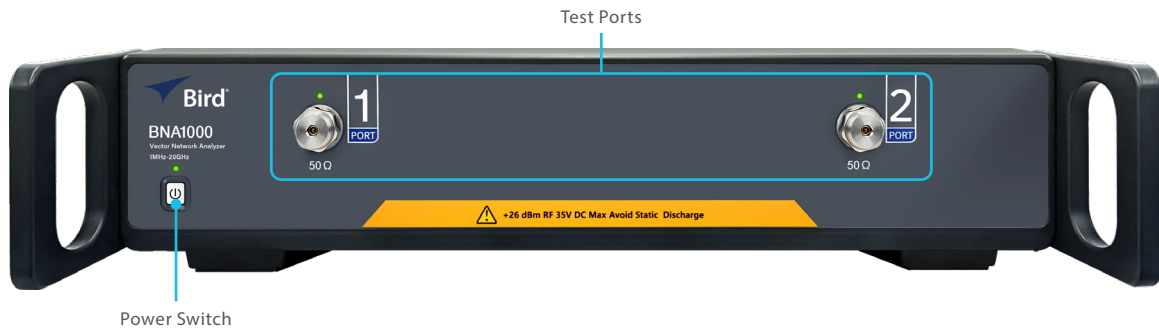 Test Ports
Bird®
BNA1000
Vector Network Analyzer
1MHz-20GHz
1
PORT
50 Ω
2
PORT
50 Ω
+26 dBm RF 35V DC Max Avoid Static Discharge
Power Switch